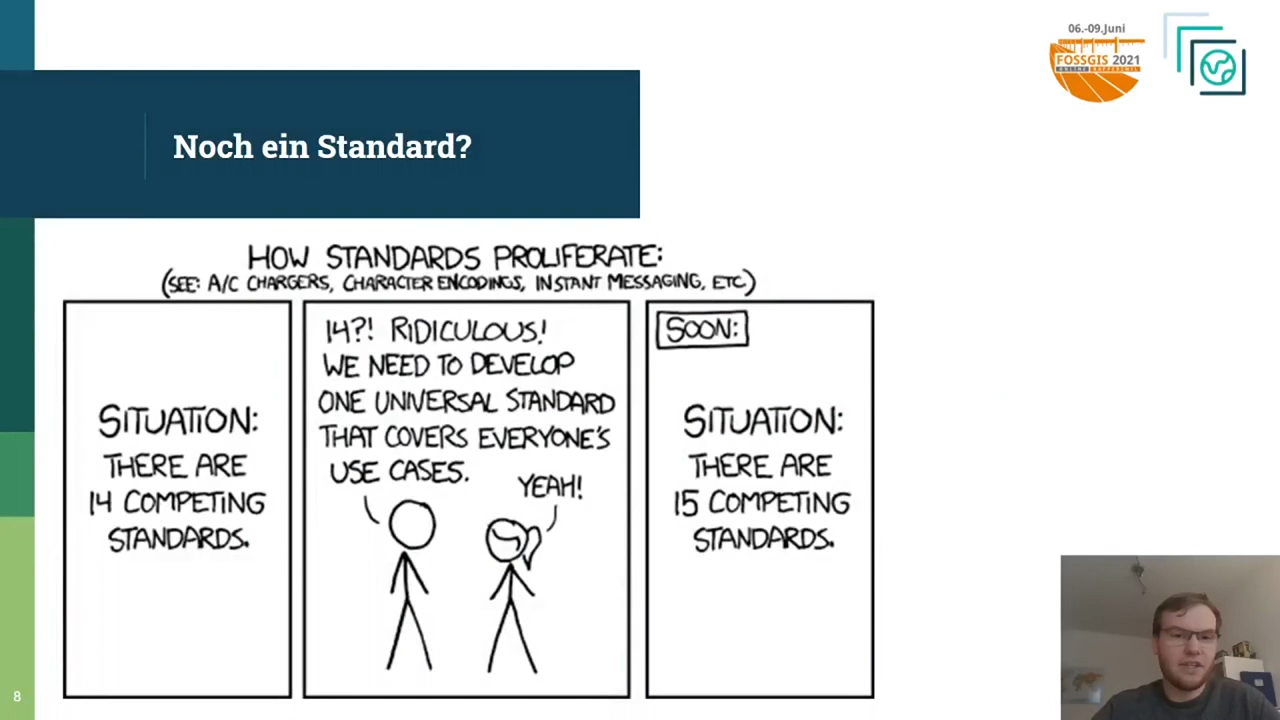 06.-09.Juni
FOSSGIS 2021
Noch ein Standard?
HOW STANDARDS PROLIFERATE:
(SEE: A/C CHARGERS, CHARACTER ENCODINGS, INSTANT MESSAGING, ETC.)
SITUATION:
THERE ARE
14 COMPETING
STANDARDS.
14?! RIDICULOUS!
WE NEED TO DEVELOP
ONE UNIVERSAL STANDARD
THAT COVERS EVERYONE'S
USE CASES.
YEAH!
SOON:
SITUATION:
THERE ARE
15 COMPETING
STANDARDS.
8